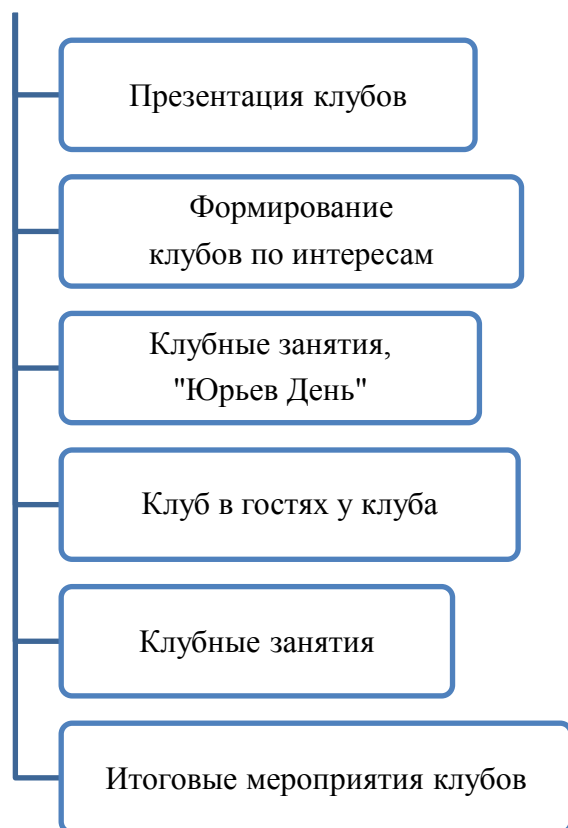 Презентация клубов
Формирование
клубов по интересам
Клубные занятия,
"Юрьев День"
Клуб в гостях у клуба
Клубные занятия
Итоговые мероприятия клубов